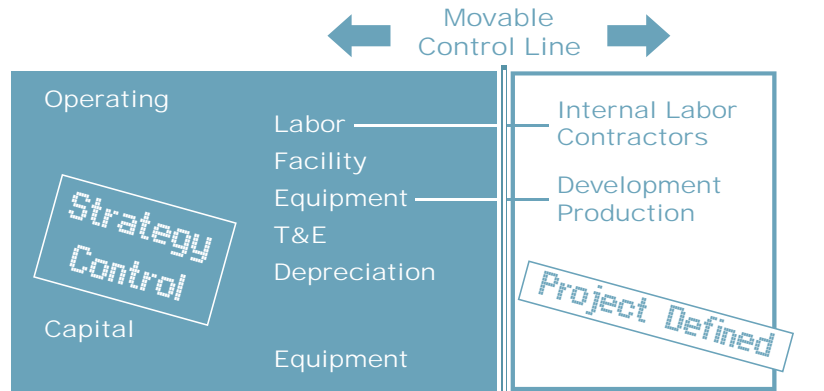 Movable
Control Line
Operating
Labor
Facility
Equipment
T&E
Depreciation
Strategy
Control
Capital
Equipment
Internal Labor
Contractors
Development
Production
Project Defined